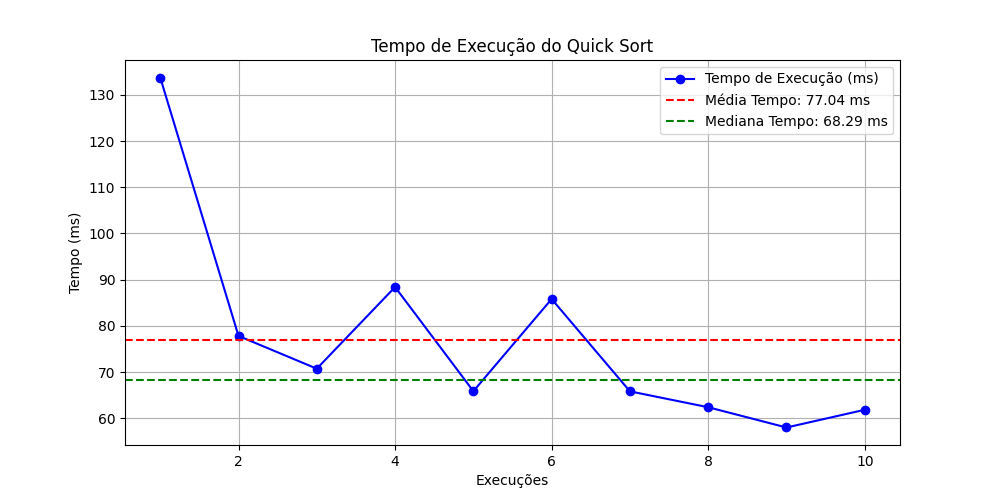 Tempo de Execução do Quick Sort
Tempo de Execução (ms)
Média Tempo: 77.04 ms
Mediana Tempo: 68.29 ms
Tempo (ms)
130
120
110
100
90
80
70
60
2
4
6
8
10
Execuções